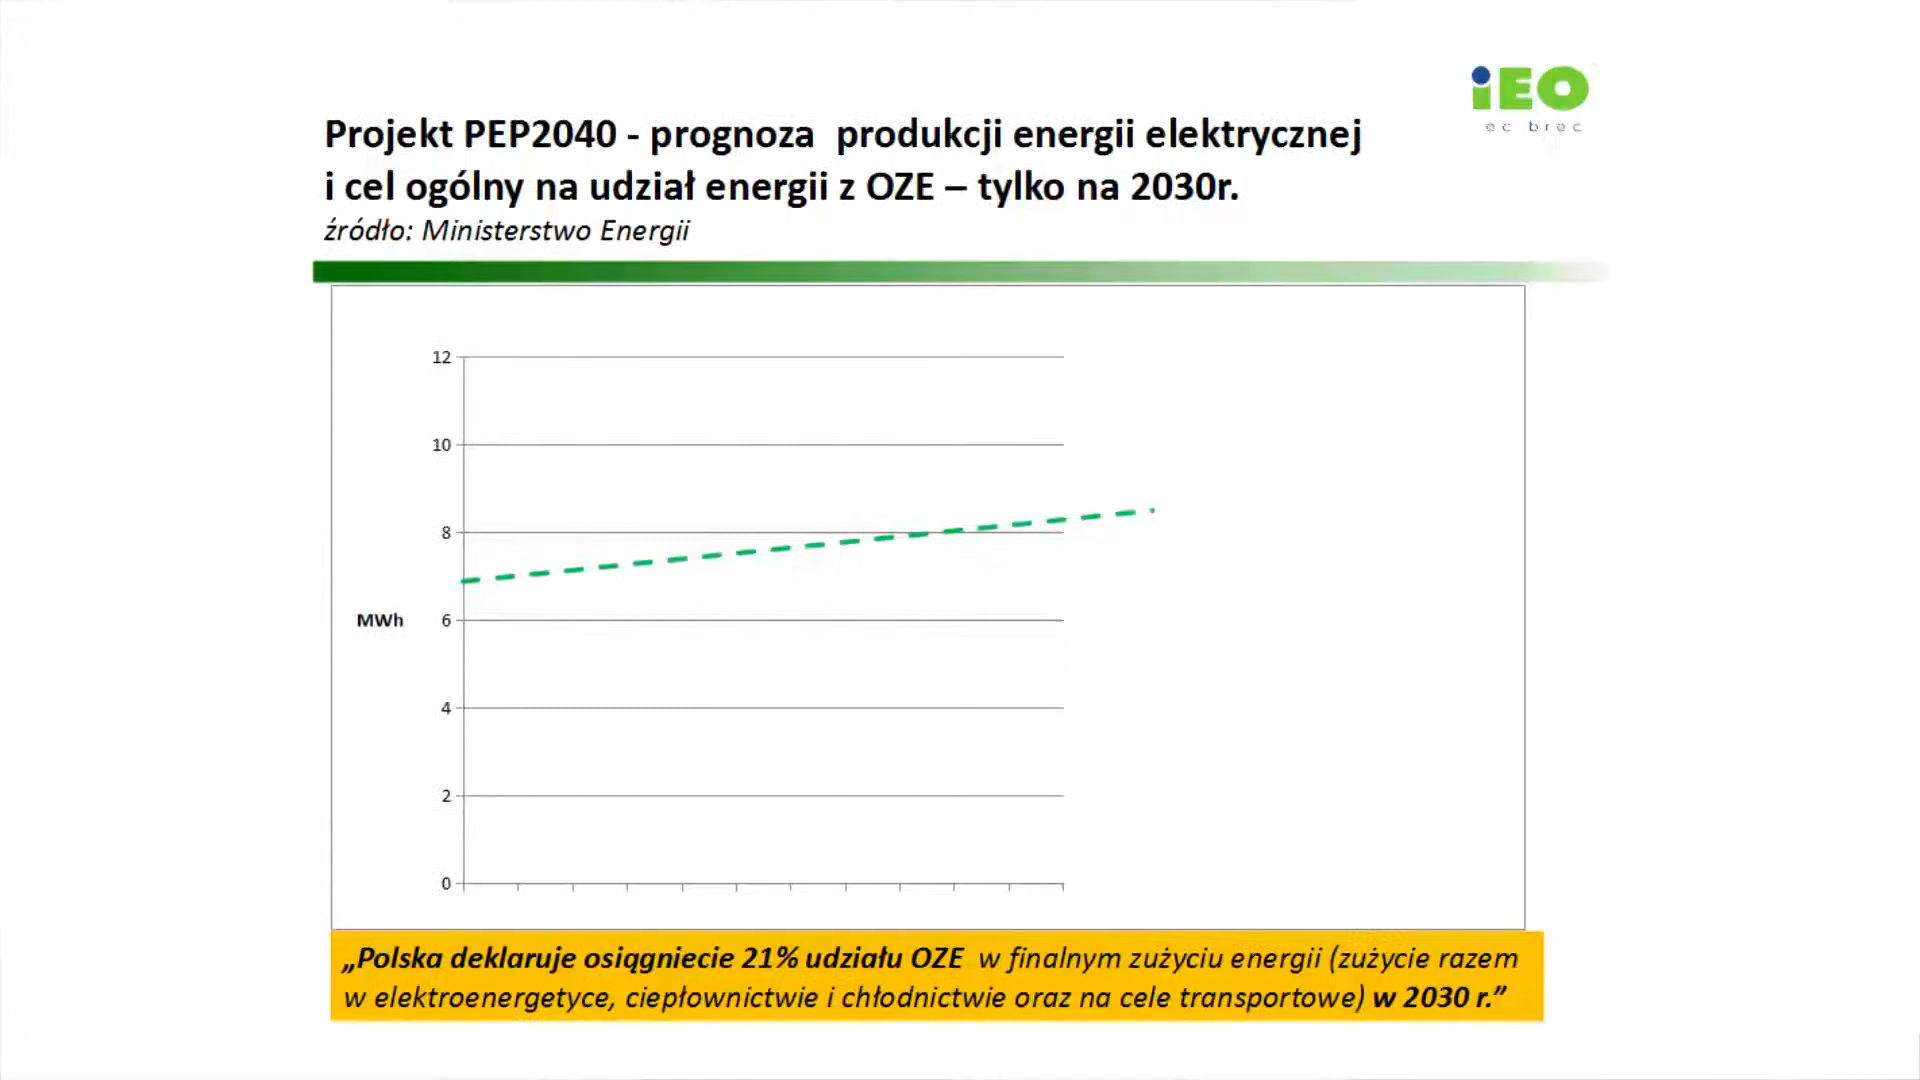 iEO
ec brec
Projekt PEP2040 - prognoza produkcji energii elektrycznej
i cel ogólny na udział energii z OZE – tylko na 2030r.
źródło: Ministerstwo Energii
12
10
8
MWh 6
4
2
0
„Polska deklaruje osiągniecie 21% udziału OZE w finalnym zużyciu energii (zużycie razem
w elektroenergetyce, ciepłownictwie i chłodnictwie oraz na cele transportowe) w 2030 r.”